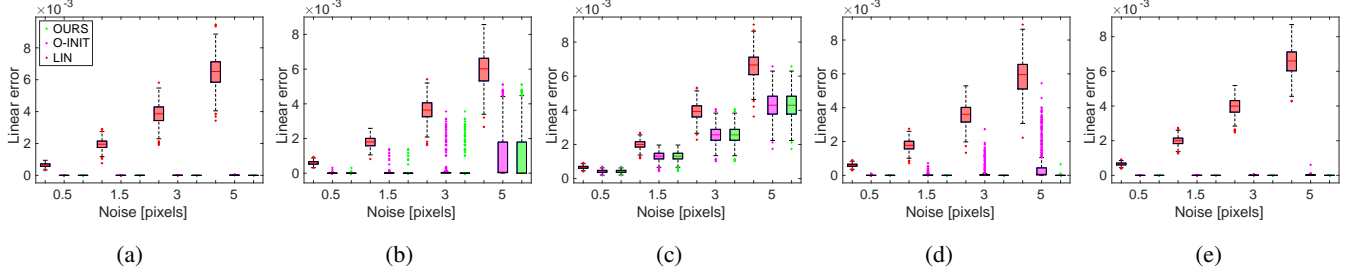 ×10⁻³
8
6
4
2
0
Linear error
OURS
O-INIT
LIN
0.5 1.5 3 5
Noise [pixels]
(a)
×10⁻³
8
6
4
2
0
Linear error
0.5 1.5 3 5
Noise [pixels]
(b)
×10⁻³
8
6
4
2
0
Linear error
0.5 1.5 3 5
Noise [pixels]
(c)
×10⁻³
8
6
4
2
0
Linear error
0.5 1.5 3 5
Noise [pixels]
(d)
×10⁻³
8
6
4
2
0
Linear error
0.5 1.5 3 5
Noise [pixels]
(e)